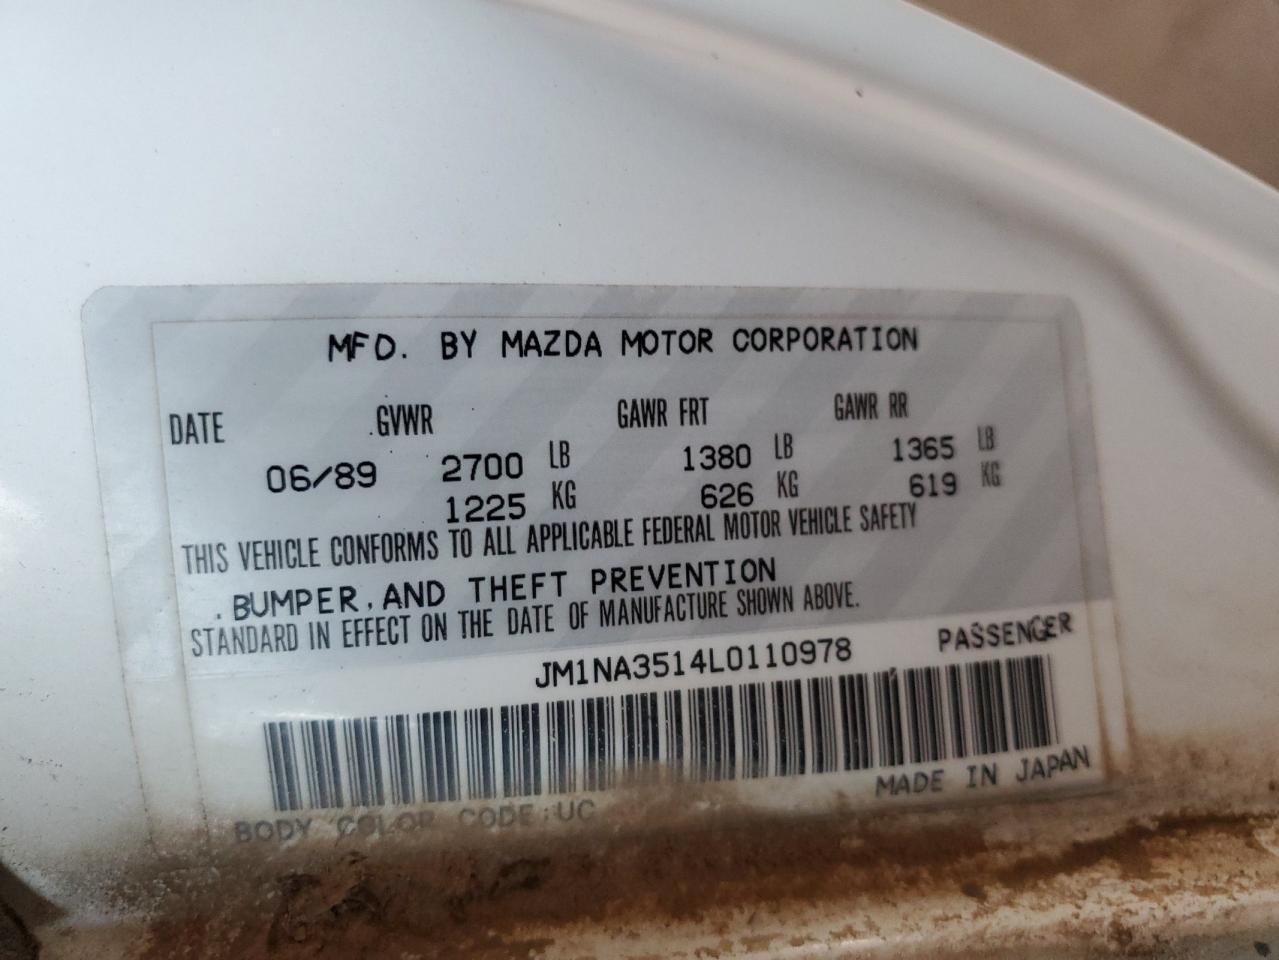 MFD. BY MAZDA MOTOR CORPORATION
DATE GVWR GAWR FRT GAWR RR
06/89 2700 LB 1380 LB 1365 LB
1225 KG 626 KG 619 KG
THIS VEHICLE CONFORMS TO ALL APPLICABLE FEDERAL MOTOR VEHICLE SAFETY
.BUMPER,AND THEFT PREVENTION
STANDARD IN EFFECT ON THE DATE OF MANUFACTURE SHOWN ABOVE.
JM1NA3514L0110978 PASSENGER
MADE IN JAPAN
BODY COLOR CODE:UC